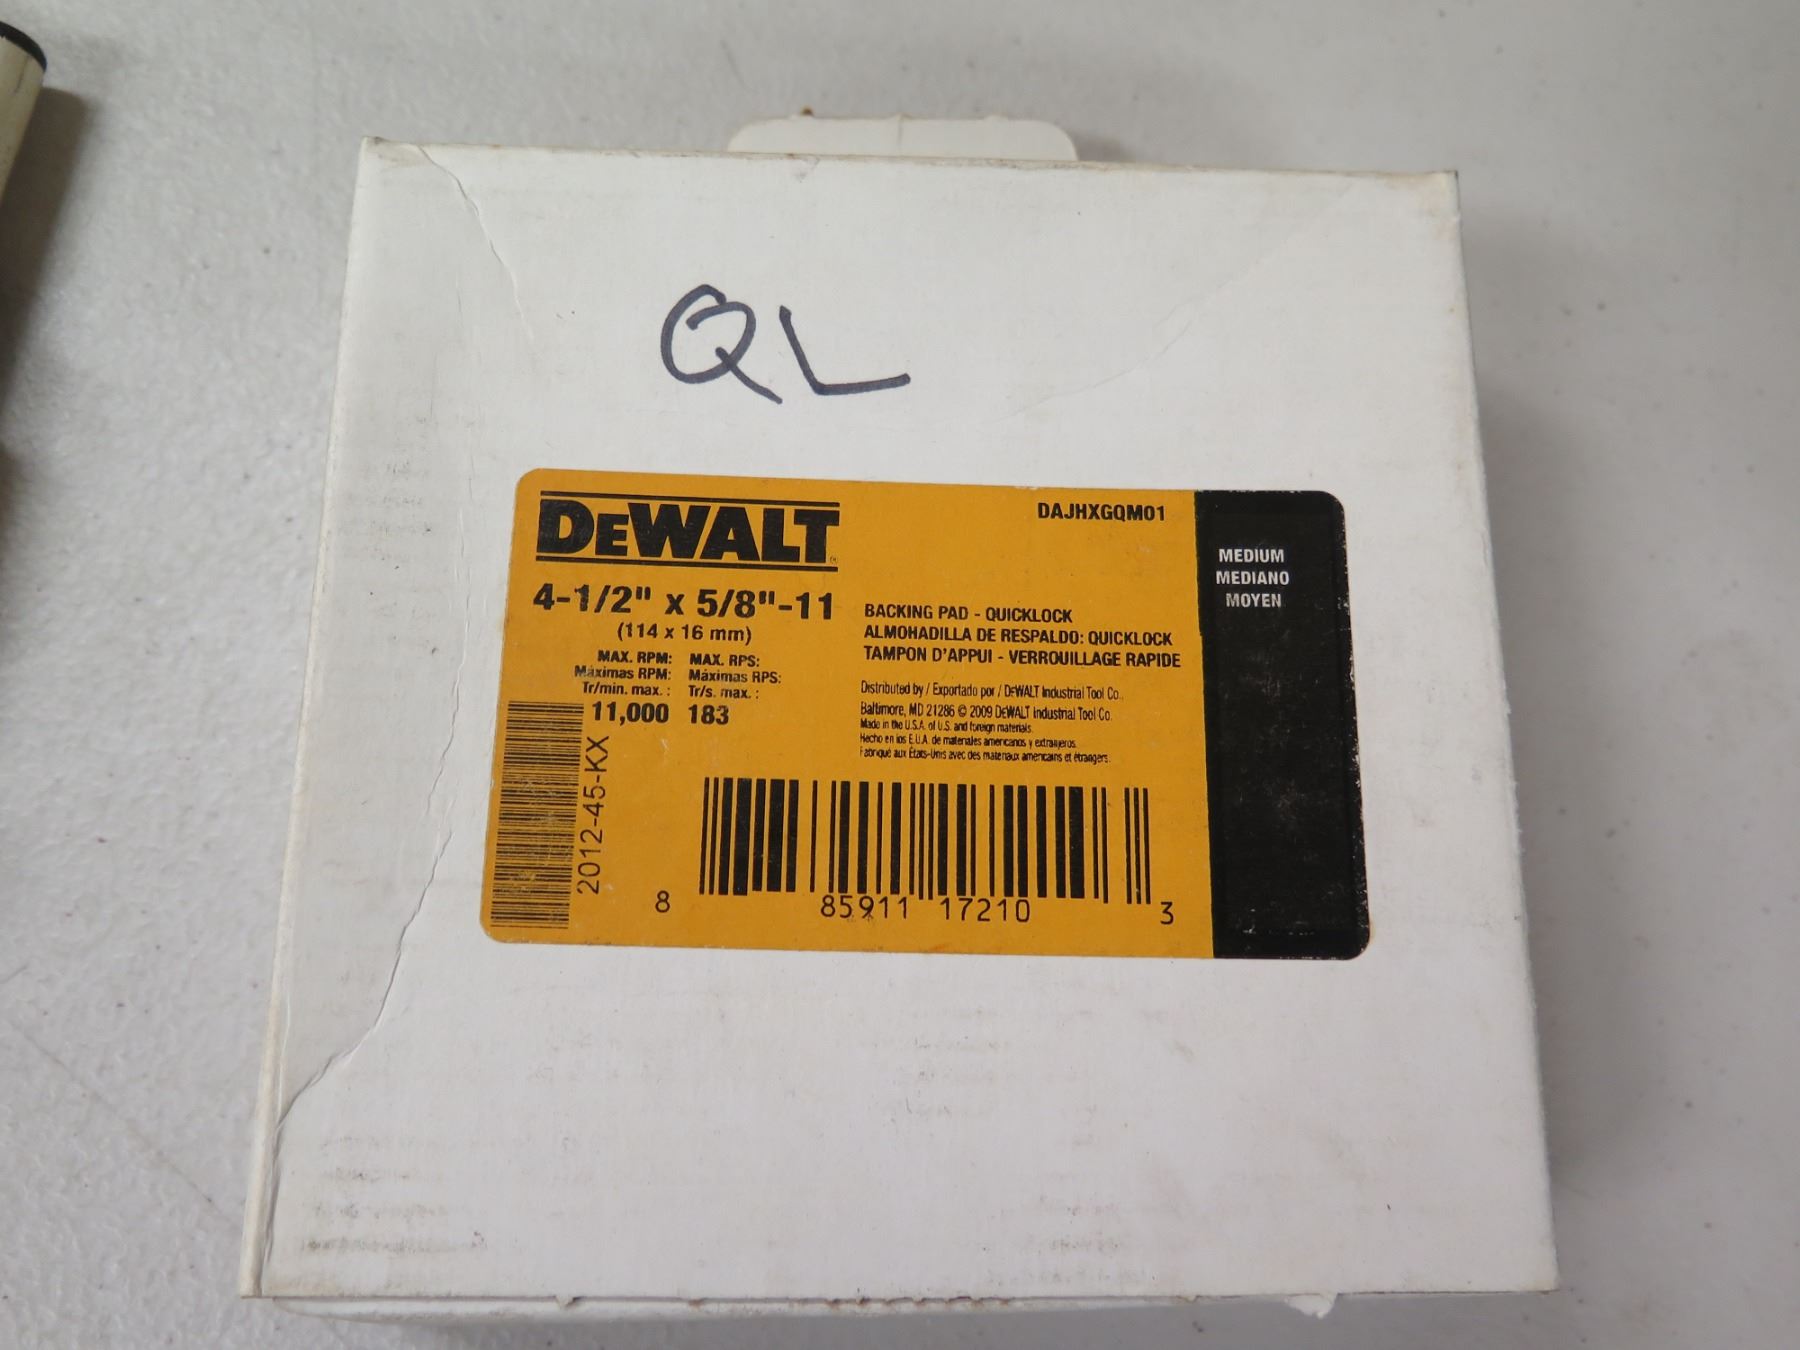 QL
DEWALT
DAJHXGQM01
4-1/2" x 5/8"-11
(114 x 16 mm)
MAX. RPM: MAX. RPS:
Máximas RPM: Máximas RPS:
Tr/min. max. : Tr/s. max. :
11,000 183
BACKING PAD - QUICKLOCK
ALMOHADILLA DE RESPALDO: QUICKLOCK
TAMPON D'APPUI - VERROUILLAGE RAPIDE
Distributed by / Exportado por / DEWALT Industrial Tool Co.,
Baltimore, MD 21286 © 2009 DEWALT Industrial Tool Co.
Made in the U.S.A. of U.S. and foreign materials.
Hecho en los E.U.A. de materiales americanos y extranjeros.
Fabriqué aux États-Unis avec des matériaux américains et étrangers.
MEDIUM
MEDIANO
MOYEN
2012-45-KX
8 85911 17210 3